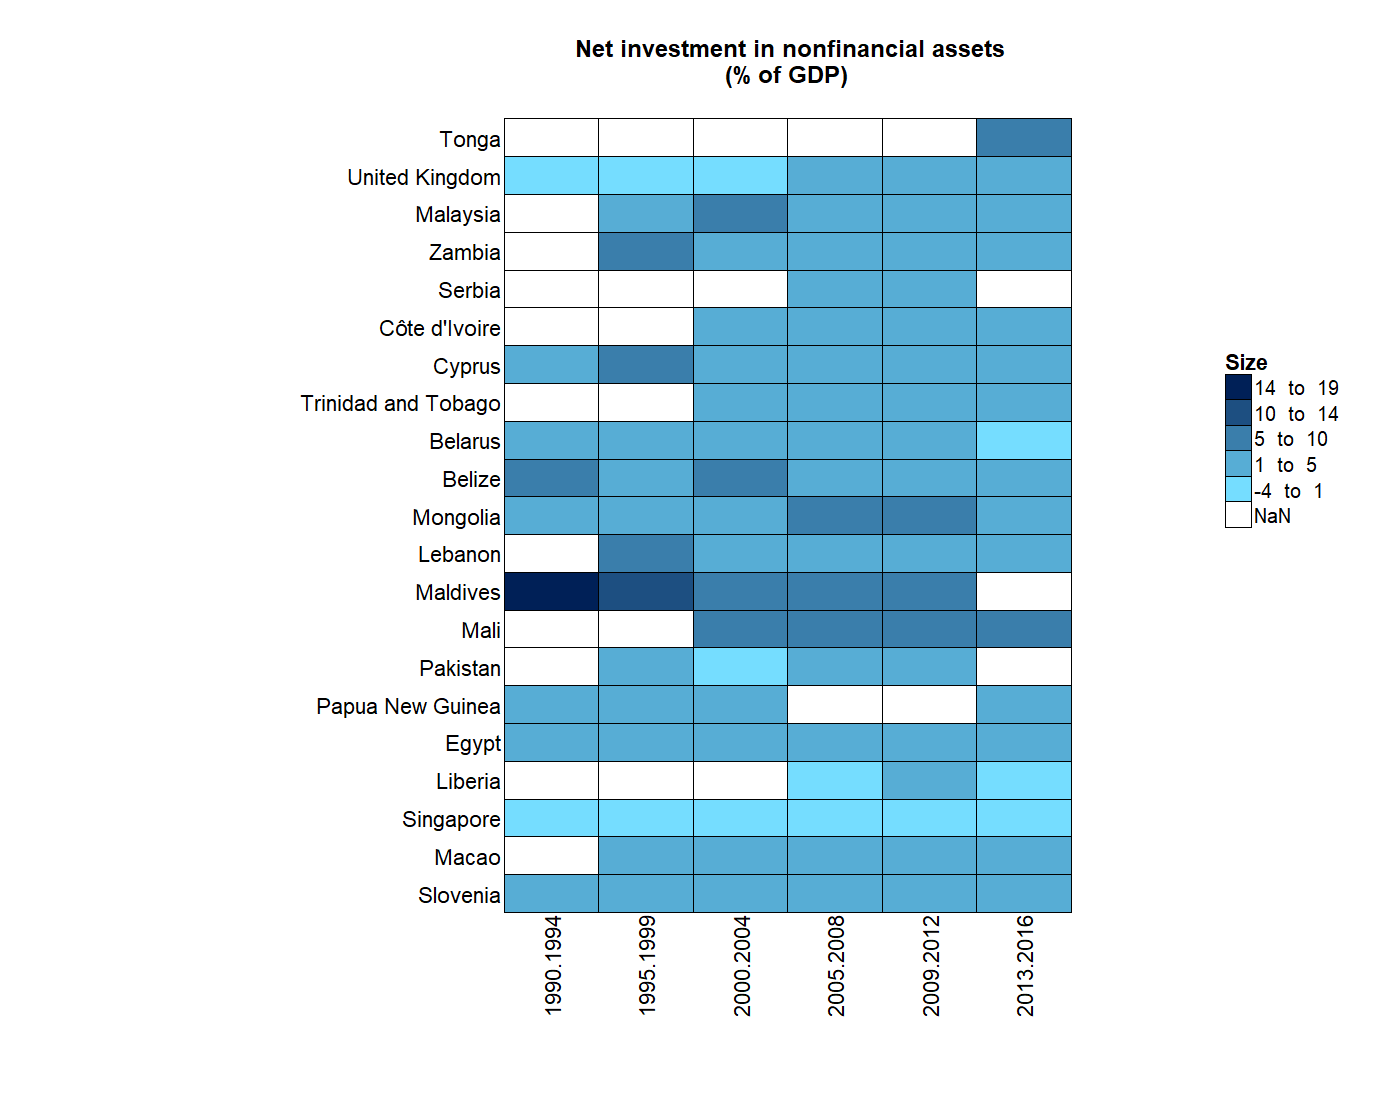 Net investment in nonfinancial assets
(% of GDP)
Tonga
United Kingdom
Malaysia
Zambia
Serbia
Côte d'Ivoire
Cyprus
Trinidad and Tobago
Belarus
Belize
Mongolia
Lebanon
Maldives
Mali
Pakistan
Papua New Guinea
Egypt
Liberia
Singapore
Macao
Slovenia
1990.1994
1995.1999
2000.2004
2005.2008
2009.2012
2013.2016
Size
14 to 19
10 to 14
5 to 10
1 to 5
-4 to 1
NaN